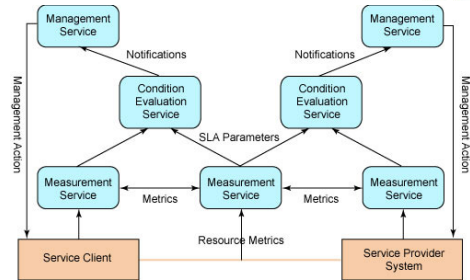 Management
Service
Management
Service
Notifications
Notifications
Management Action
Management Action
Condition
Evaluation
Service
Condition
Evaluation
Service
SLA Parameters
Measurement
Service
Measurement
Service
Measurement
Service
Metrics
Metrics
Resource Metrics
Service Client
Service Provider
System